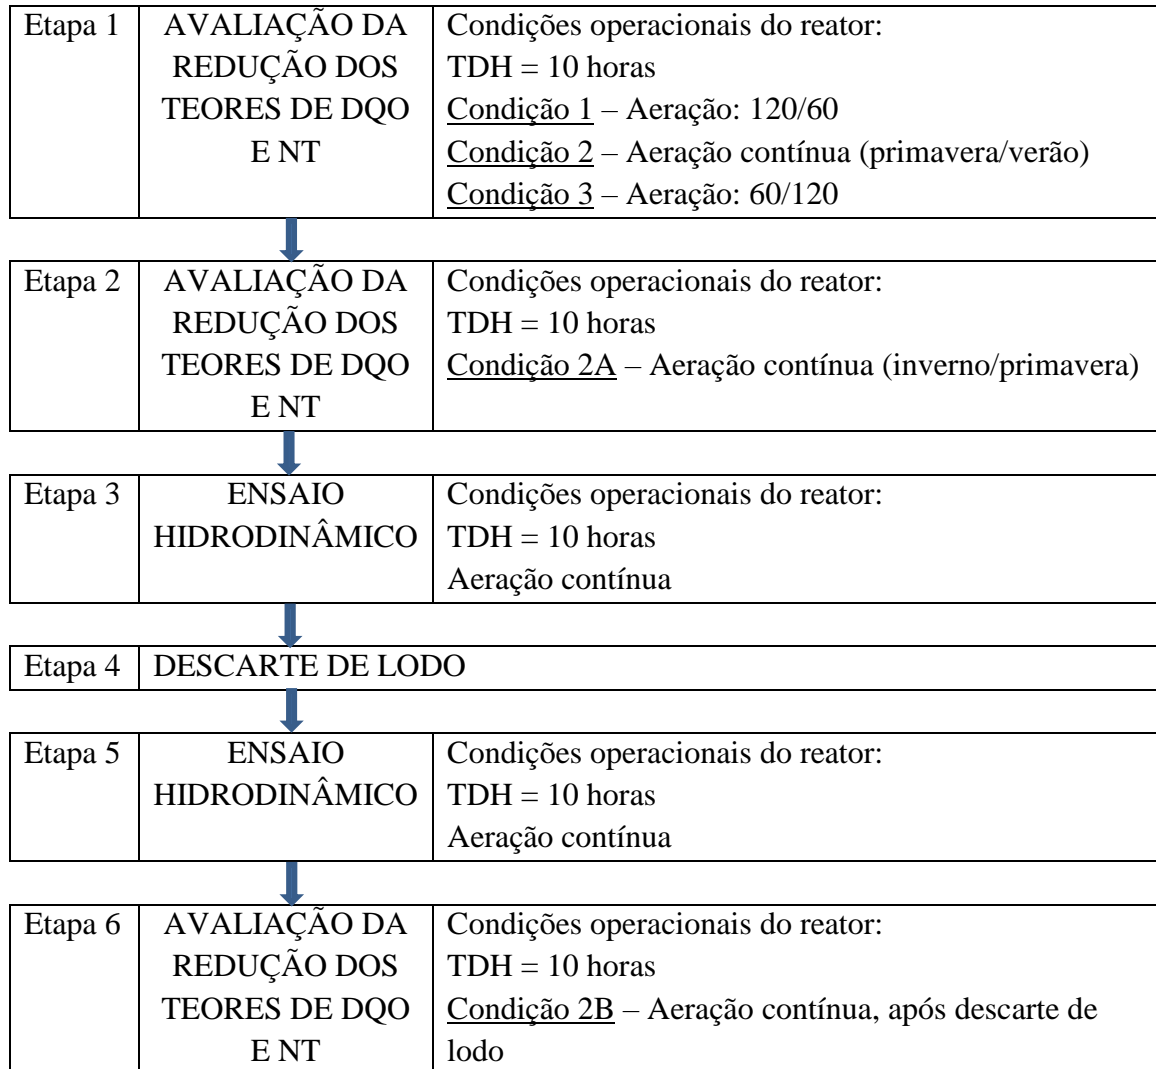 Etapa 1
AVALIAÇÃO DA
REDUÇÃO DOS
TEORES DE DQO
E NT
Condições operacionais do reator:
TDH = 10 horas
Condição 1 – Aeração: 120/60
Condição 2 – Aeração contínua (primavera/verão)
Condição 3 – Aeração: 60/120
Etapa 2
AVALIAÇÃO DA
REDUÇÃO DOS
TEORES DE DQO
E NT
Condições operacionais do reator:
TDH = 10 horas
Condição 2A – Aeração contínua (inverno/primavera)
Etapa 3
ENSAIO
HIDRODINÂMICO
Condições operacionais do reator:
TDH = 10 horas
Aeração contínua
Etapa 4
DESCARTE DE LODO
Etapa 5
ENSAIO
HIDRODINÂMICO
Condições operacionais do reator:
TDH = 10 horas
Aeração contínua
Etapa 6
AVALIAÇÃO DA
REDUÇÃO DOS
TEORES DE DQO
E NT
Condições operacionais do reator:
TDH = 10 horas
Condição 2B – Aeração contínua, após descarte de
lodo